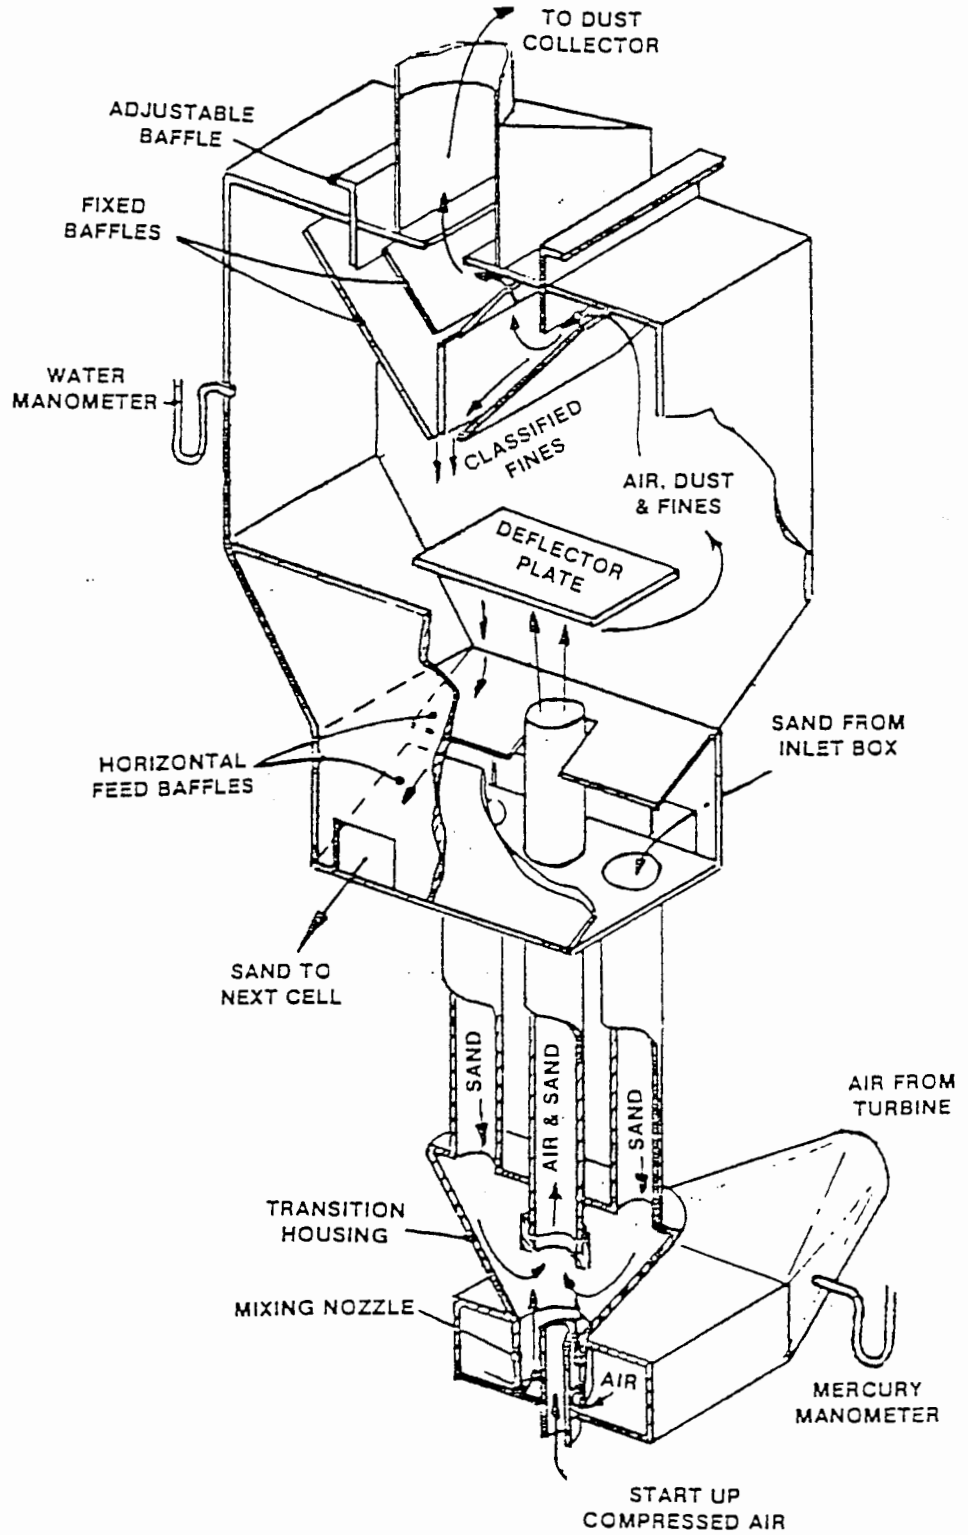 TO DUST
COLLECTOR
ADJUSTABLE
BAFFLE
FIXED
BAFFLES
WATER
MANOMETER
CLASSIFIED
FINES
AIR, DUST
& FINES
DEFLECTOR
PLATE
SAND FROM
INLET BOX
HORIZONTAL
FEED BAFFLES
SAND TO
NEXT CELL
SAND
AIR & SAND
SAND
AIR FROM
TURBINE
TRANSITION
HOUSING
MIXING NOZZLE
AIR
MERCURY
MANOMETER
START UP
COMPRESSED AIR